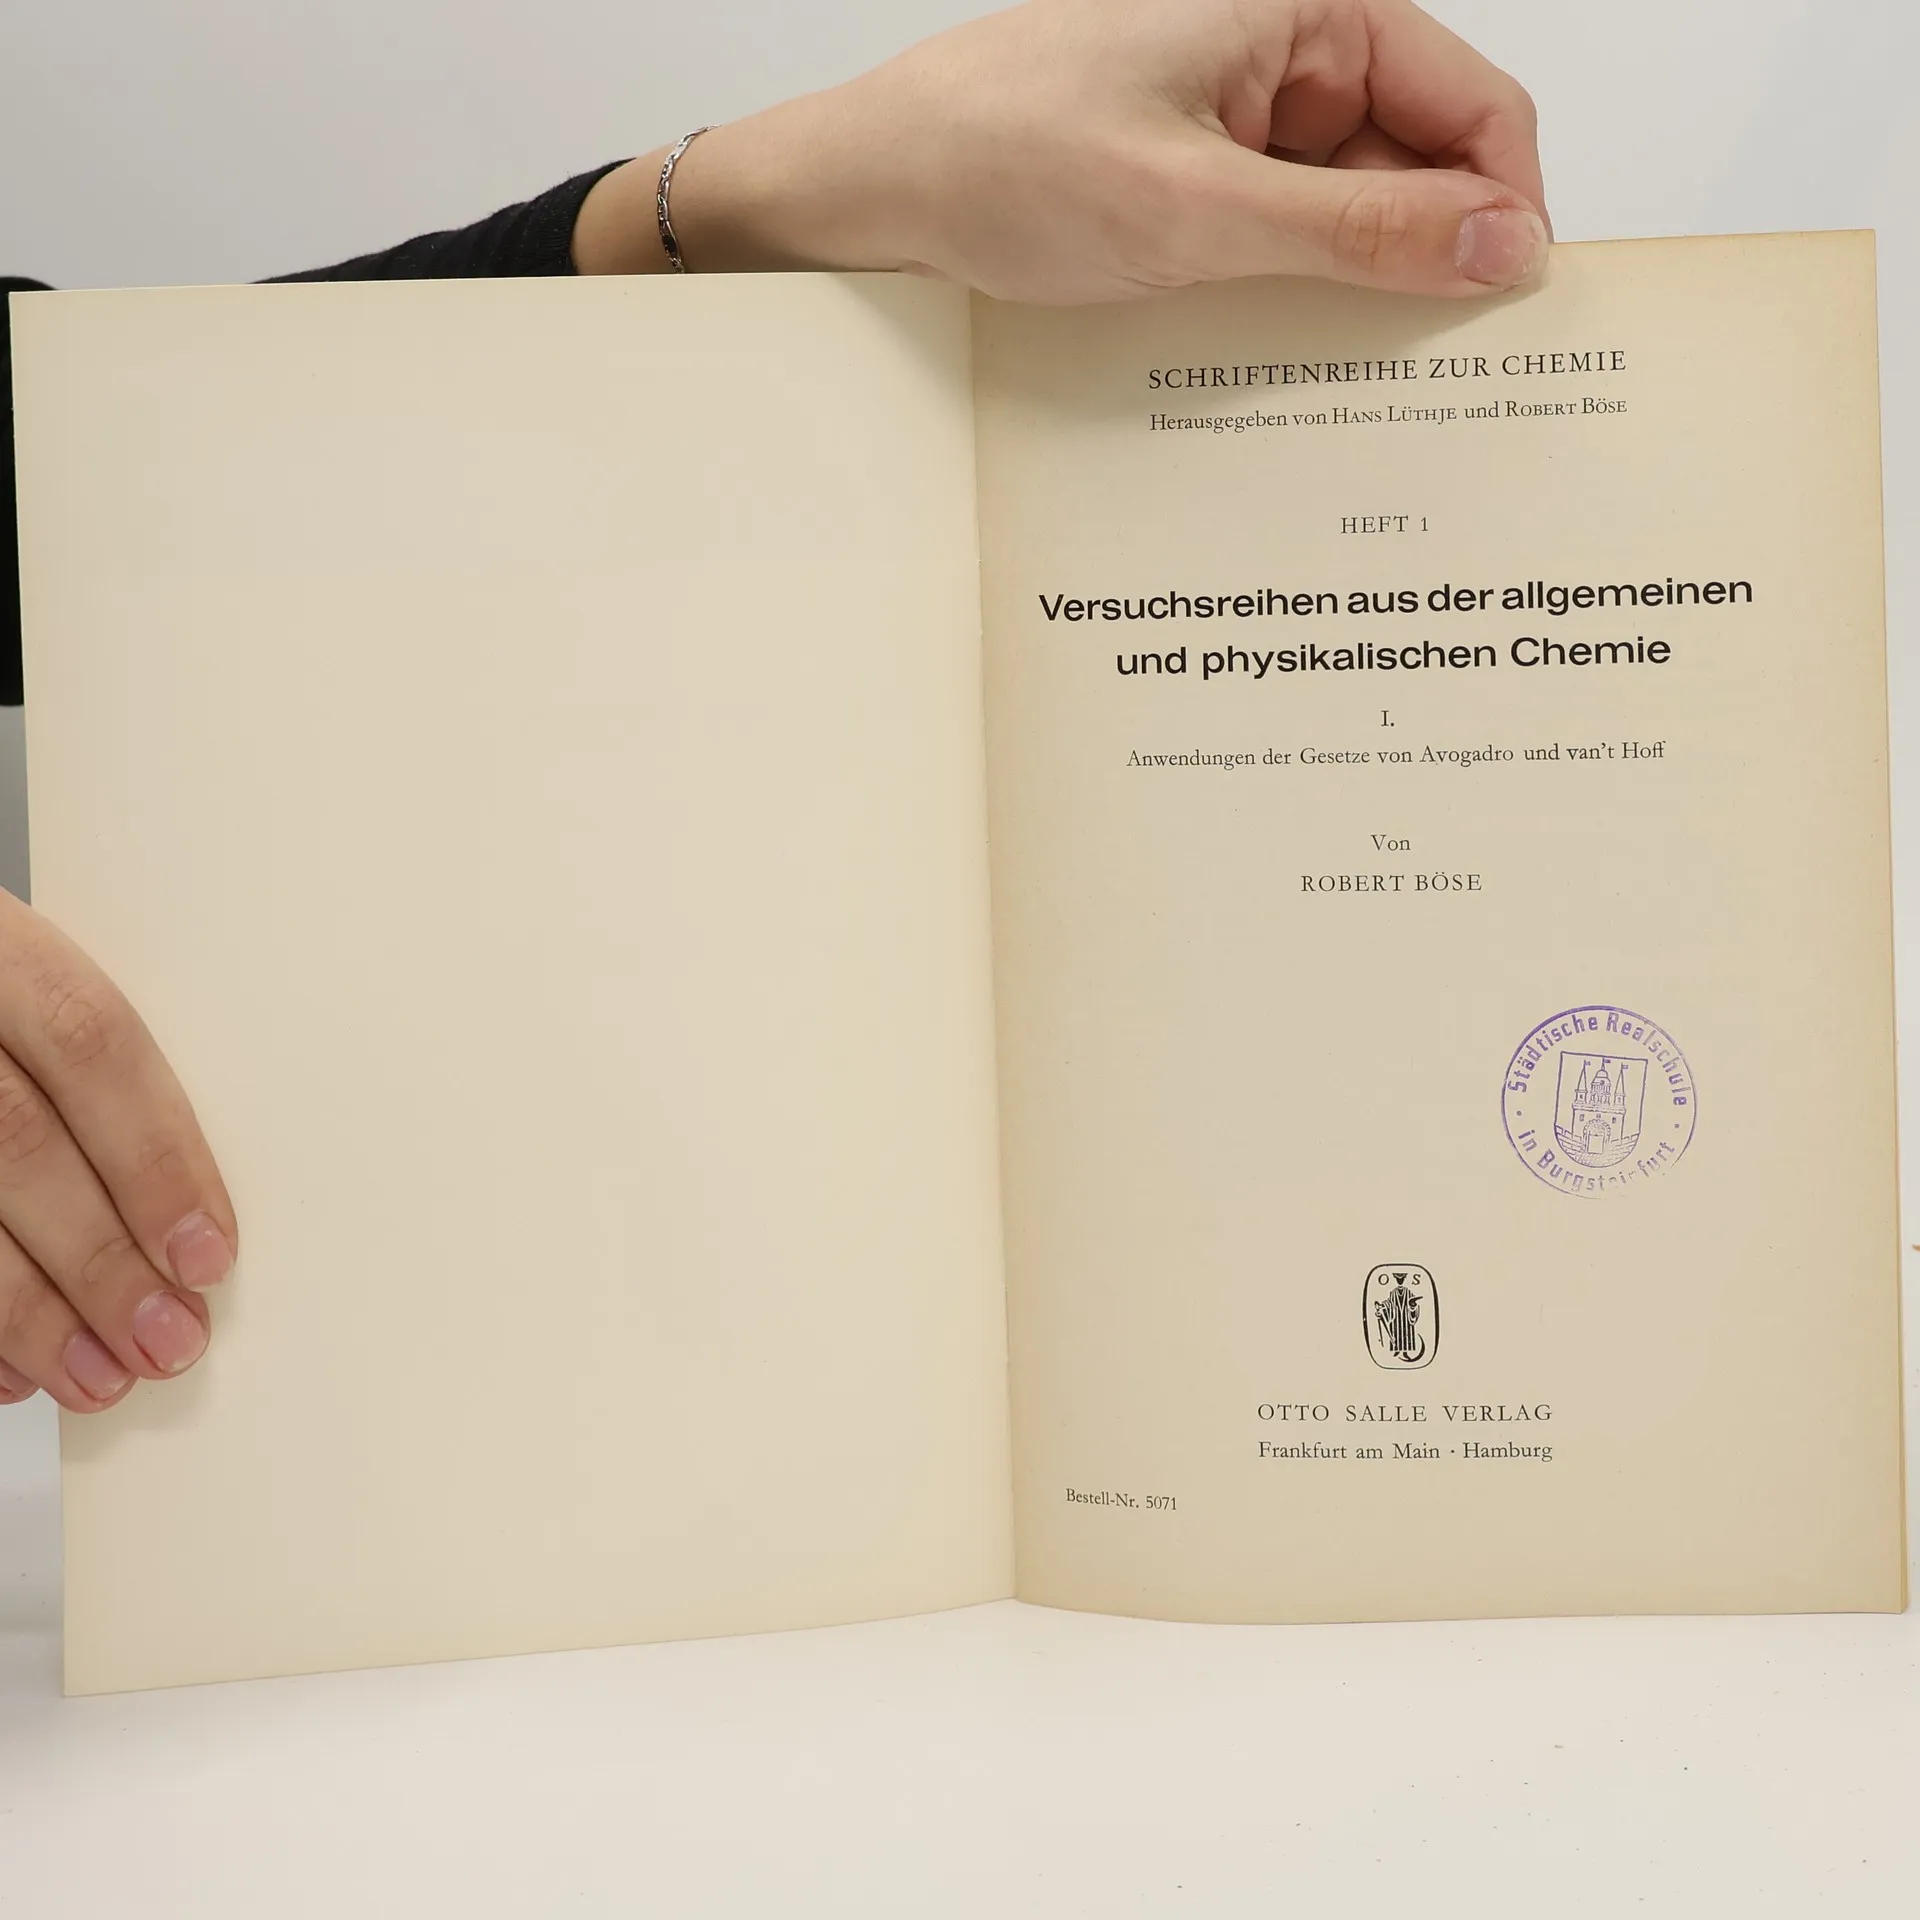 SCHRIFTENREIHE ZUR CHEMIE
Herausgegeben von HANS LÜTHJE und ROBERT BÖSE
HEFT 1
Versuchsreihen aus der allgemeinen
und physikalischen Chemie
I.
Anwendungen der Gesetze von Avogadro und van't Hoff
Von
ROBERT BÖSE
Städtische Realschule
in Burgsteinfurt
O S
OTTO SALLE VERLAG
Frankfurt am Main · Hamburg
Bestell-Nr. 5071